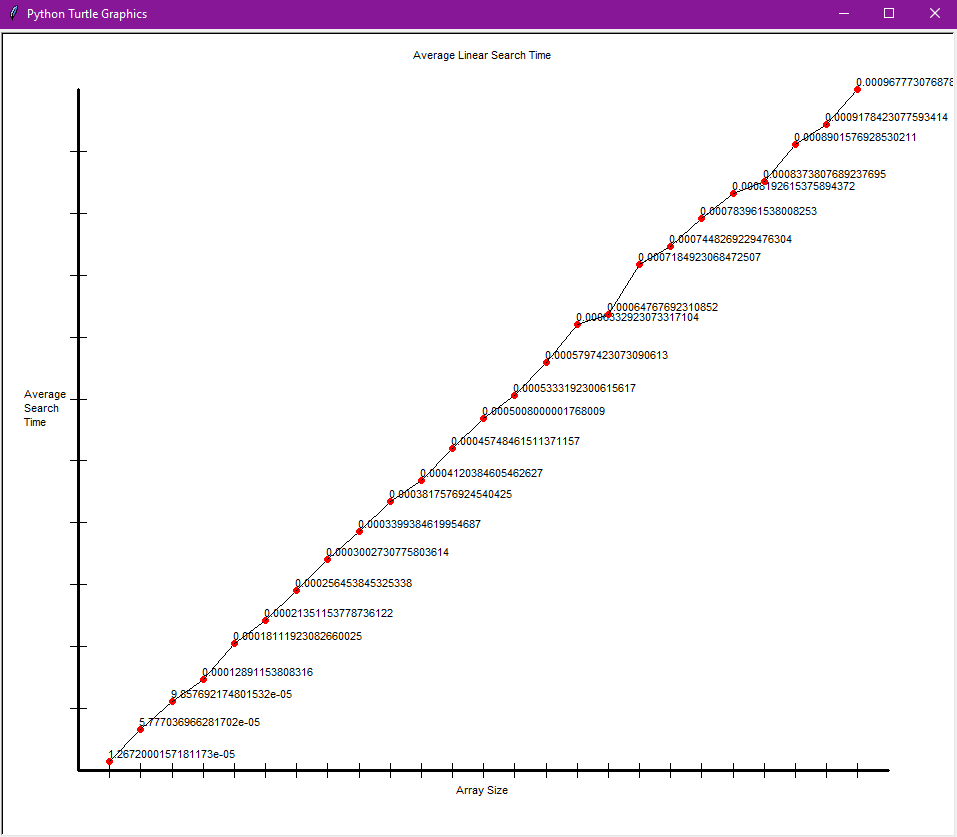 Python Turtle Graphics
Average Linear Search Time
0.000967773076878
0.0009178423077593414
0.0008901576928530211
0.0008373807689237695
0.0008192615375894372
0.000783961538008253
0.0007448269229476304
0.0007184923068472507
0.00064767692310852
0.0006332923073317104
0.0005797423073090613
Average
Search
Time
0.0005333192300615617
0.0005008000001768009
0.00045748461511371157
0.0004120384605462627
0.0003817576924540425
0.0003399384619954687
0.0003002730775803614
0.000256453845325338
0.00021351153778736122
0.00018111923082660025
0.00012891153808316
9.857692174801532e-05
5.777036966281702e-05
1.2672000157181173e-05
Array Size